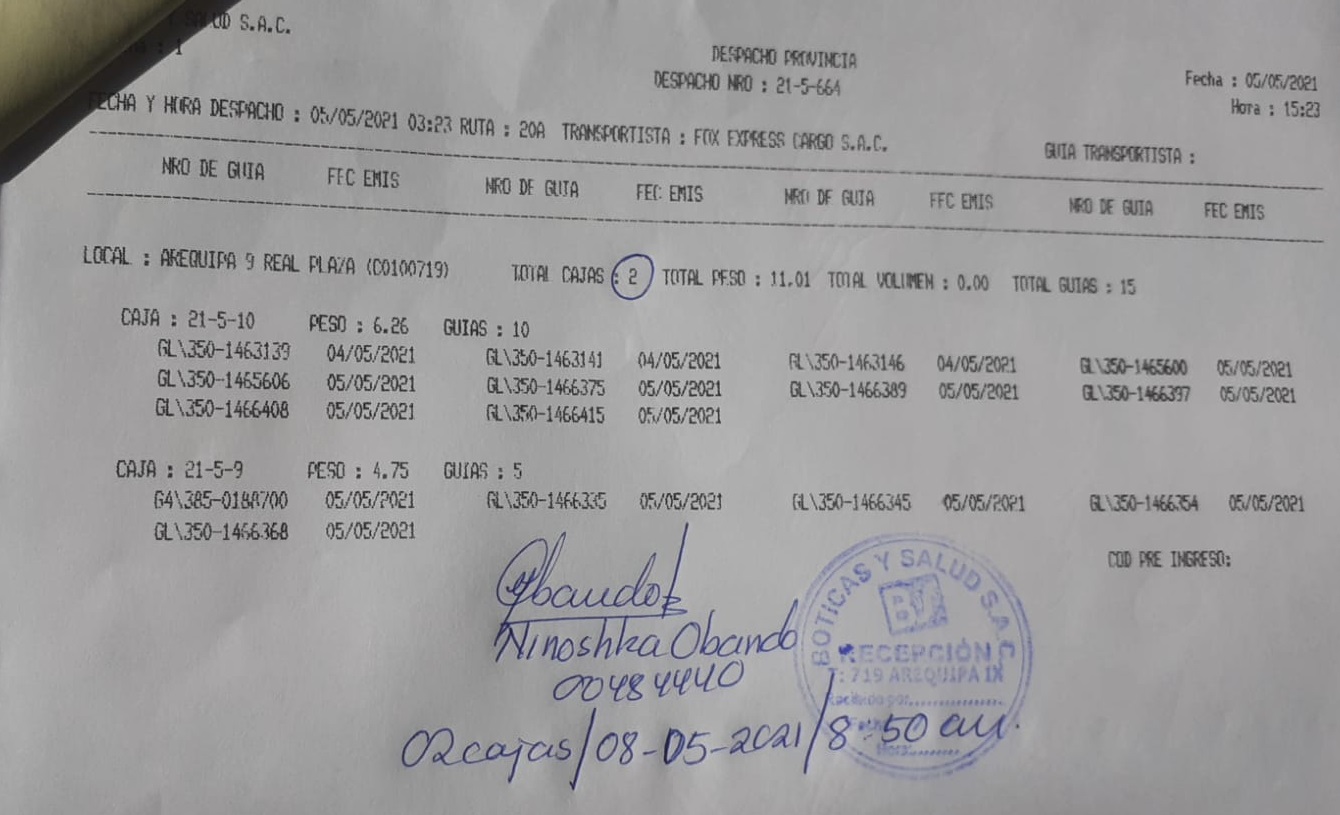 UD S.A.C.
: 1
DESPACHO PROVINCIA
DESPACHO NRO : 21-5-664
Fecha : 05/05/2021
Hora : 15:23
FECHA Y HORA DESPACHO : 05/05/2021 03:23 RUTA : 20A TRANSPORTISTA : FOX EXPRESS CARGO S.A.C.
GUIA TRANSPORTISTA :
NRO DE GUIA FEC EMIS NRO DE GUIA FEC EMIS NRO DE GUIA FEC EMIS NRO DE GUIA FEC EMIS
LOCAL : AREQUIPA 9 REAL PLAZA (C0100719) TOTAL CAJAS : 2 TOTAL PESO : 11.01 TOTAL VOLUMEN : 0.00 TOTAL GUIAS : 15
CAJA : 21-5-10 PESO : 6.26 GUIAS : 10
GL\350-1463139 04/05/2021 GL\350-1463141 04/05/2021 GL\350-1463146 04/05/2021 GL\350-1465600 05/05/2021
GL\350-1465606 05/05/2021 GL\350-1466375 05/05/2021 GL\350-1466389 05/05/2021 GL\350-1466397 05/05/2021
GL\350-1466408 05/05/2021 GL\350-1466415 05/05/2021
CAJA : 21-5-9 PESO : 4.75 GUIAS : 5
G4\385-0188700 05/05/2021 GL\350-1466335 05/05/2021 GL\350-1466345 05/05/2021 GL\350-1466354 05/05/2021
GL\350-1466368 05/05/2021
COD PRE INGRESO:
Obando
Ninoshka Obando
00484440
02 cajas/08-05-2021/8:50 am.
BOTICAS Y SALUD S.A.C.
RECEPCIÓN
T: 719 AREQUIPA IX
Recibido por
Hora: